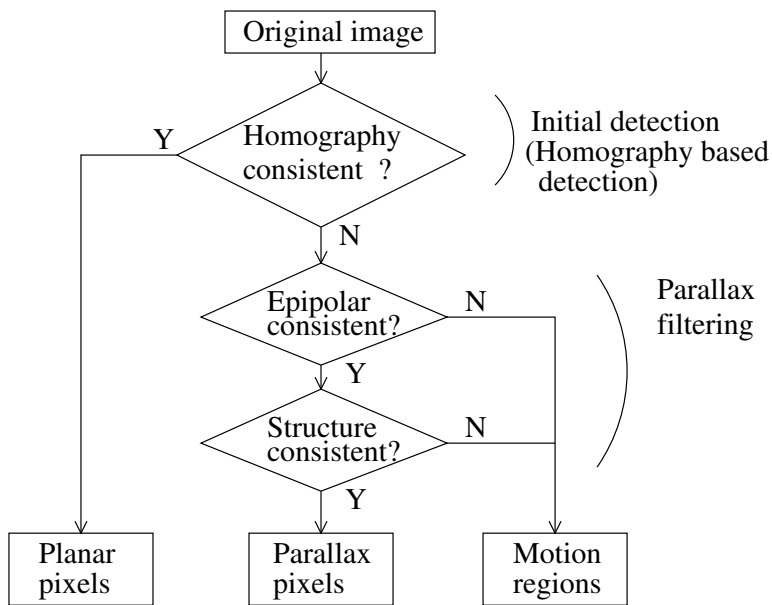 Original image
Y
Homography
consistent ?
Initial detection
(Homography based
detection)
N
Epipolar
consistent?
N
Parallax
filtering
Y
Structure
consistent?
N
Y
Planar
pixels
Parallax
pixels
Motion
regions